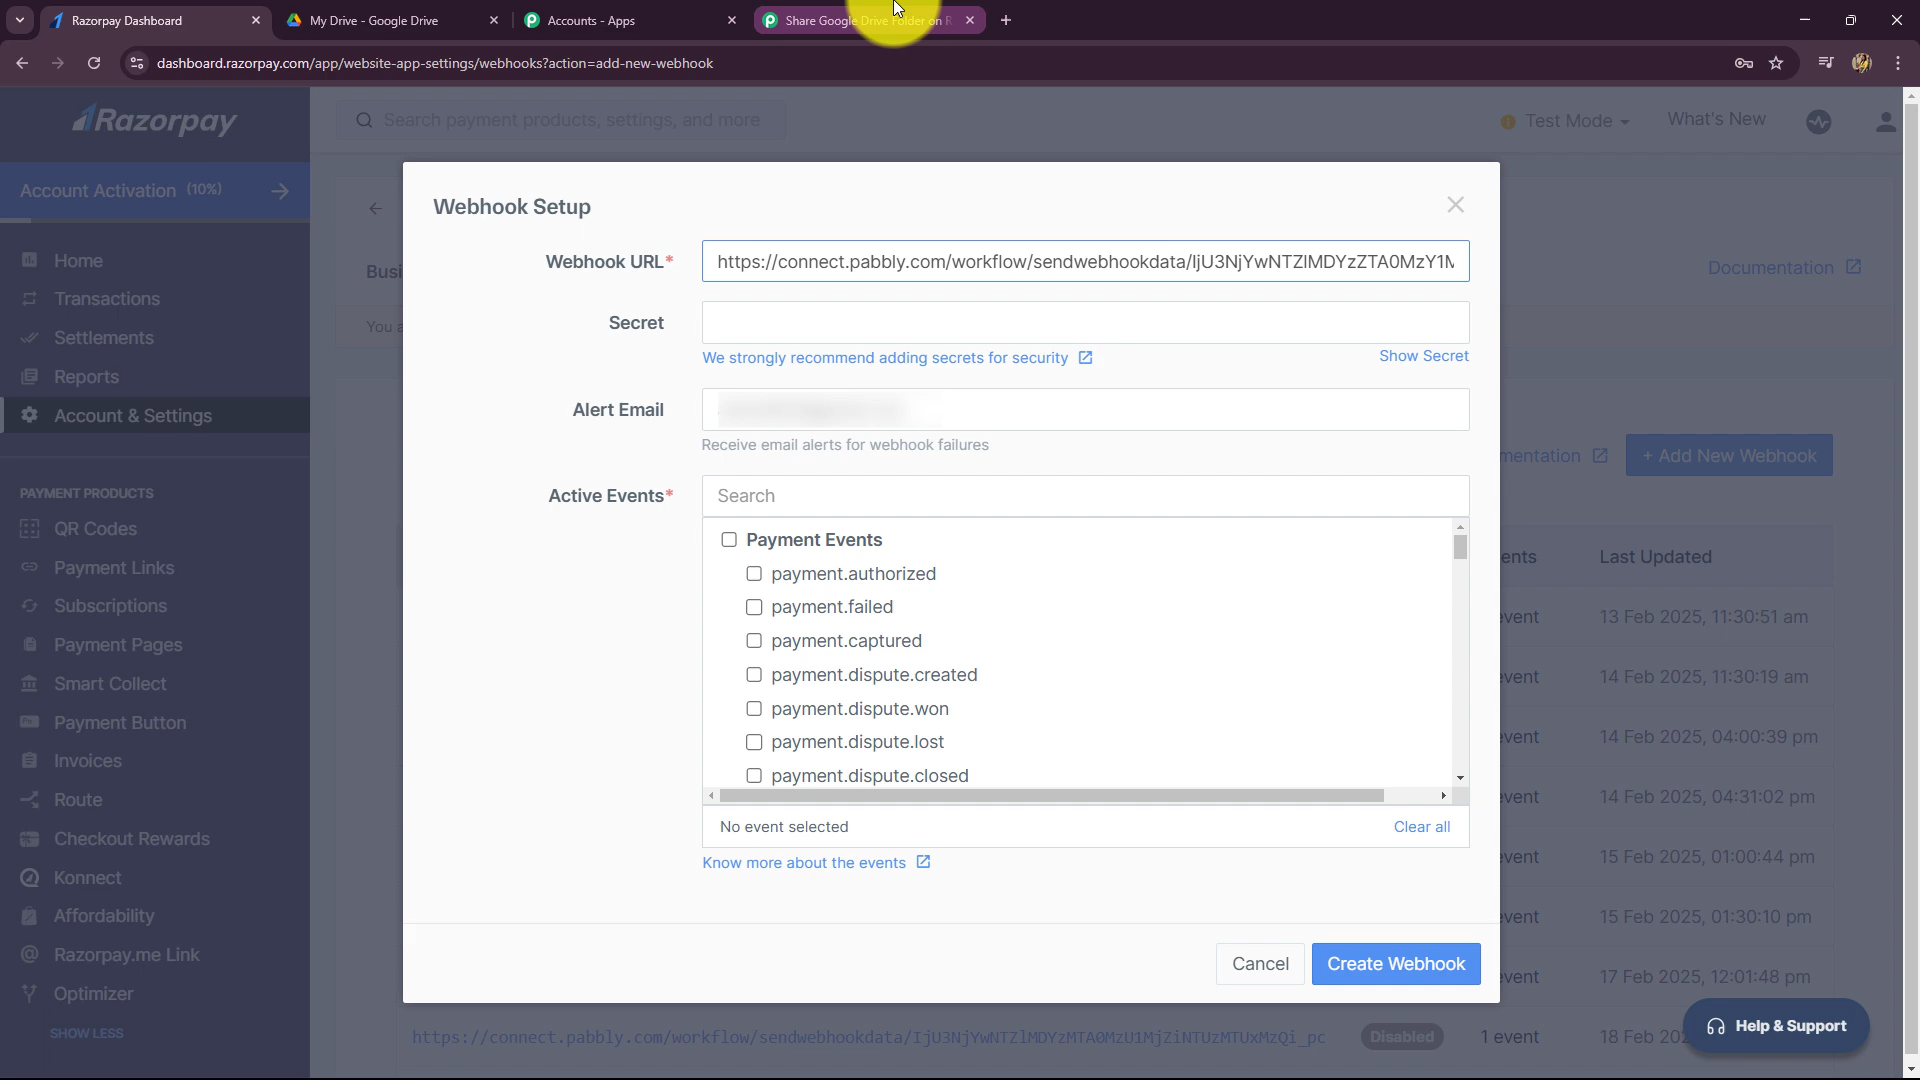 Razorpay Dashboard
My Drive - Google Drive
Accounts - Apps
Share Google Drive Folder on R
dashboard.razorpay.com/app/website-app-settings/webhooks?action=add-new-webhook
Razorpay
Search payment products, settings, and more
Test Mode
What's New
Account Activation (10%)
Webhook Setup
Home
Transactions
Settlements
Reports
Account & Settings
PAYMENT PRODUCTS
QR Codes
Payment Links
Subscriptions
Payment Pages
Smart Collect
Payment Button
Invoices
Route
Checkout Rewards
Konnect
Affordability
Razorpay.me Link
Optimizer
SHOW LESS
Busi
You a
Documentation
Webhook URL*
https://connect.pabbly.com/workflow/sendwebhookdata/IjU3NjYwNTZlMDYzZTA0MzY1N
Secret
We strongly recommend adding secrets for security
Show Secret
Alert Email
Receive email alerts for webhook failures
mentation
+ Add New Webhook
Active Events*
Search
Payment Events
payment.authorized
payment.failed
payment.captured
payment.dispute.created
payment.dispute.won
payment.dispute.lost
payment.dispute.closed
No event selected
Clear all
Know more about the events
Cancel
Create Webhook
ents
Last Updated
vent
13 Feb 2025, 11:30:51 am
vent
14 Feb 2025, 11:30:19 am
vent
14 Feb 2025, 04:00:39 pm
vent
14 Feb 2025, 04:31:02 pm
vent
15 Feb 2025, 01:00:44 pm
vent
15 Feb 2025, 01:30:10 pm
vent
17 Feb 2025, 12:01:48 pm
https://connect.pabbly.com/workflow/sendwebhookdata/IjU3NjYwNTZlMDYzMTA0MzU1MjZiNTUzMTUxMzQi_pc
Disabled
1 event
18 Feb 202
Help & Support